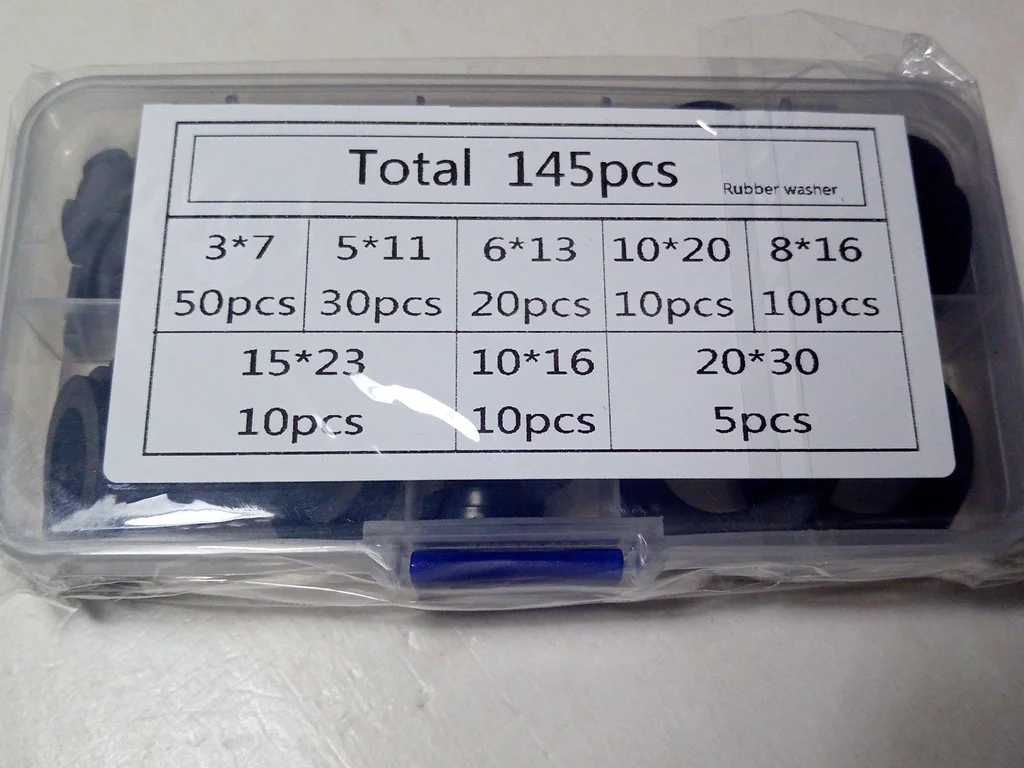 Total 145pcs Rubber washer
3*7 5*11 6*13 10*20 8*16
50pcs 30pcs 20pcs 10pcs 10pcs
15*23 10*16 20*30
10pcs 10pcs 5pcs